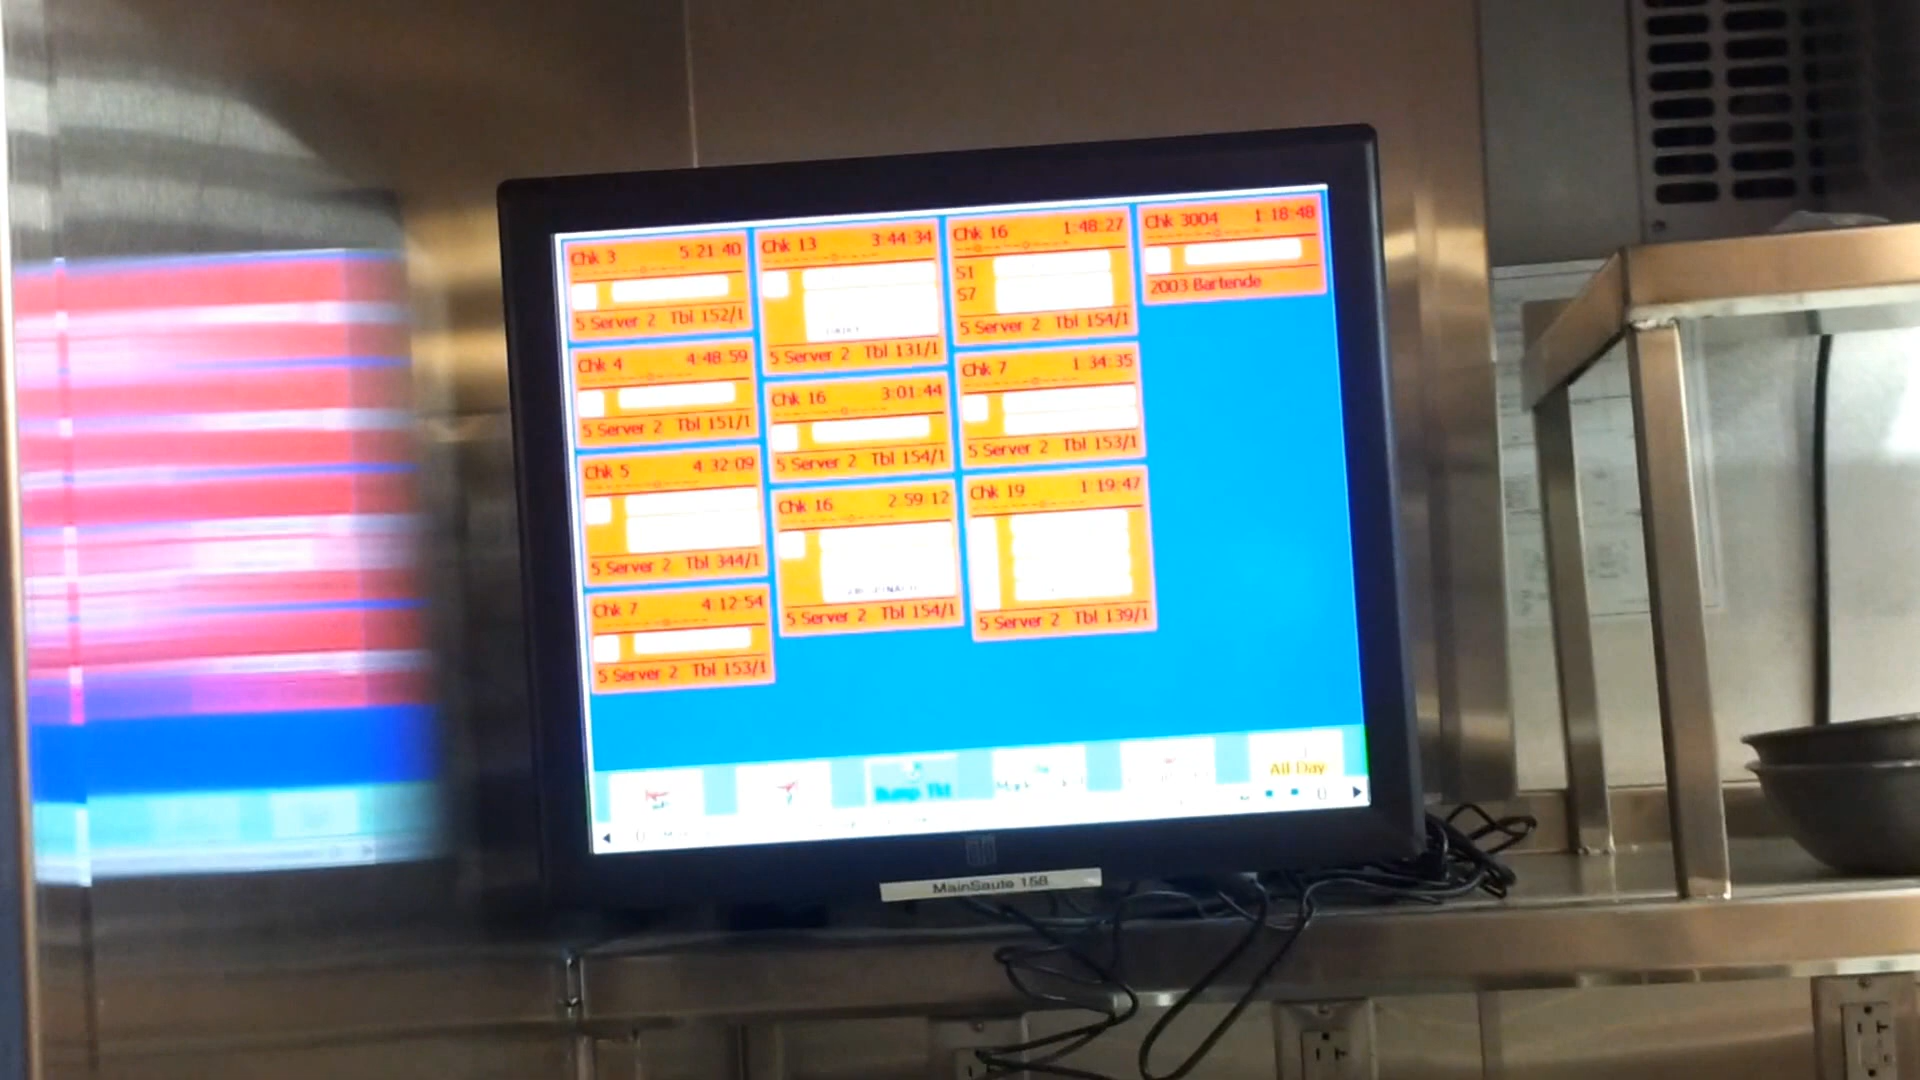 Chk 3 5:21:40
5 Server 2 Tbl 152/1
Chk 4 4:48:59
5 Server 2 Tbl 151/1
Chk 5 4:32:09
5 Server 2 Tbl 344/1
Chk 7 4:12:54
5 Server 2 Tbl 153/1
Chk 13 3:44:34
5 Server 2 Tbl 131/1
Chk 16 3:01:44
5 Server 2 Tbl 154/1
Chk 16 2:59:12
5 Server 2 Tbl 154/1
Chk 16 1:48:27
S1
S7
5 Server 2 Tbl 154/1
Chk 7 1:34:35
5 Server 2 Tbl 153/1
Chk 19 1:19:47
5 Server 2 Tbl 139/1
Chk 3004 1:18:48
2003 Bartende
Bump Tkt
All Day
MainSaute 158